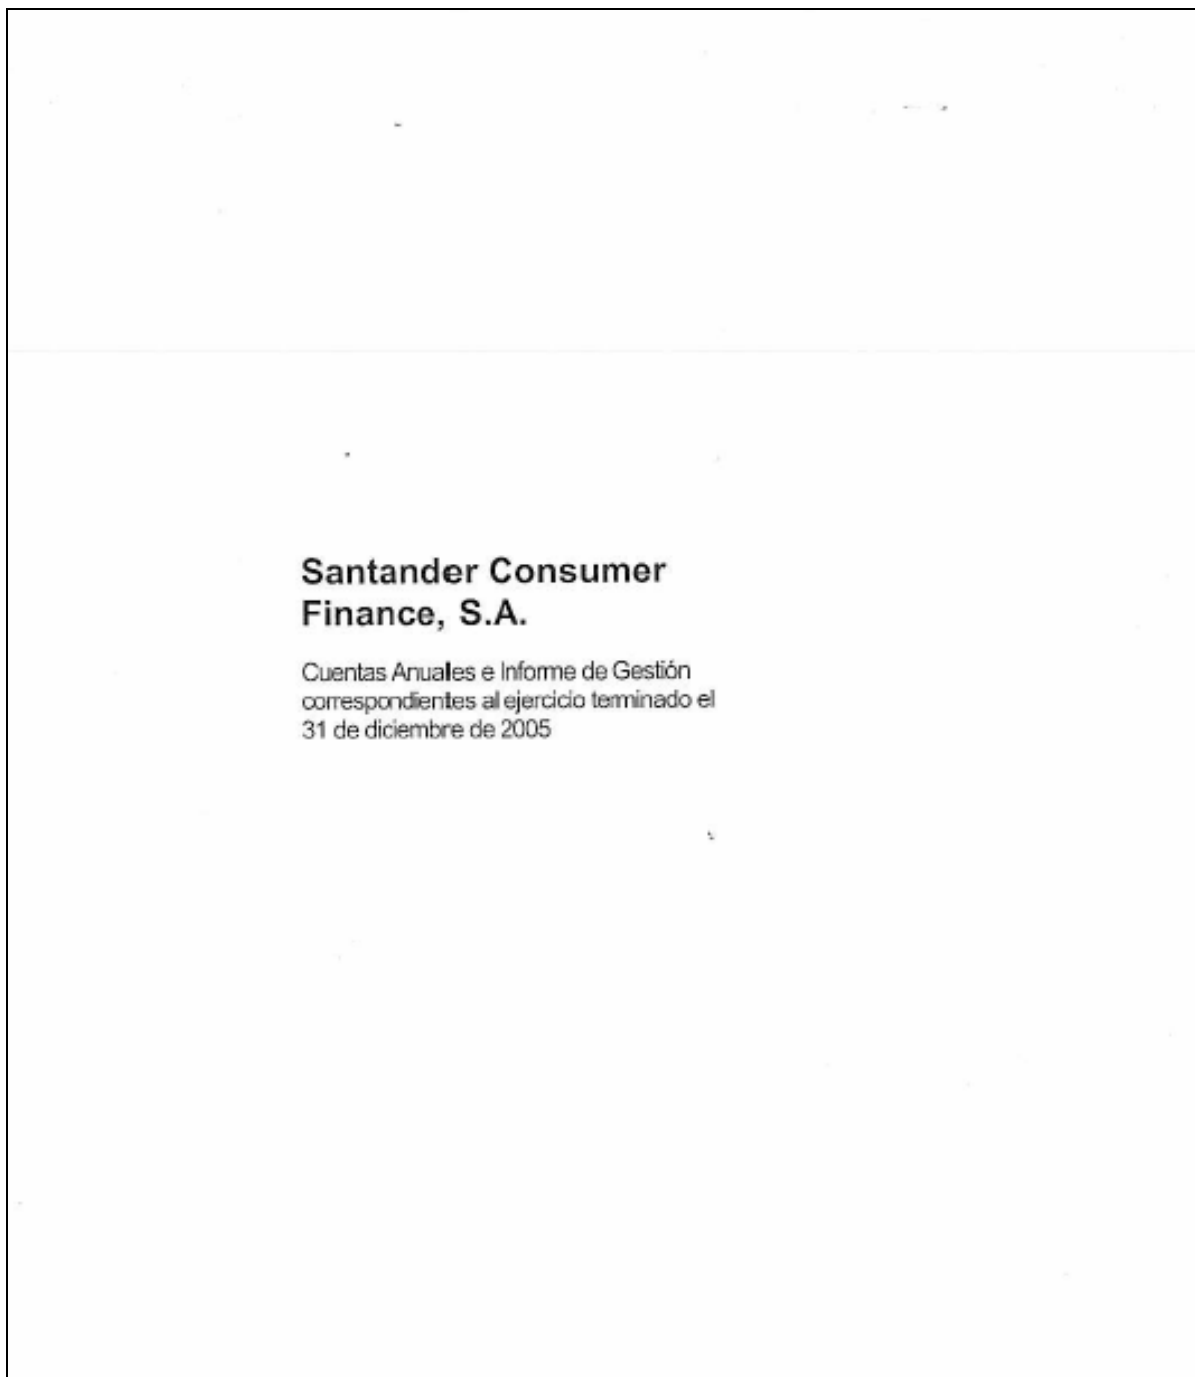 Santander Consumer
Finance, S.A.
Cuentas Anuales e Informe de Gestión
correspondientes al ejercicio terminado el
31 de diciembre de 2005